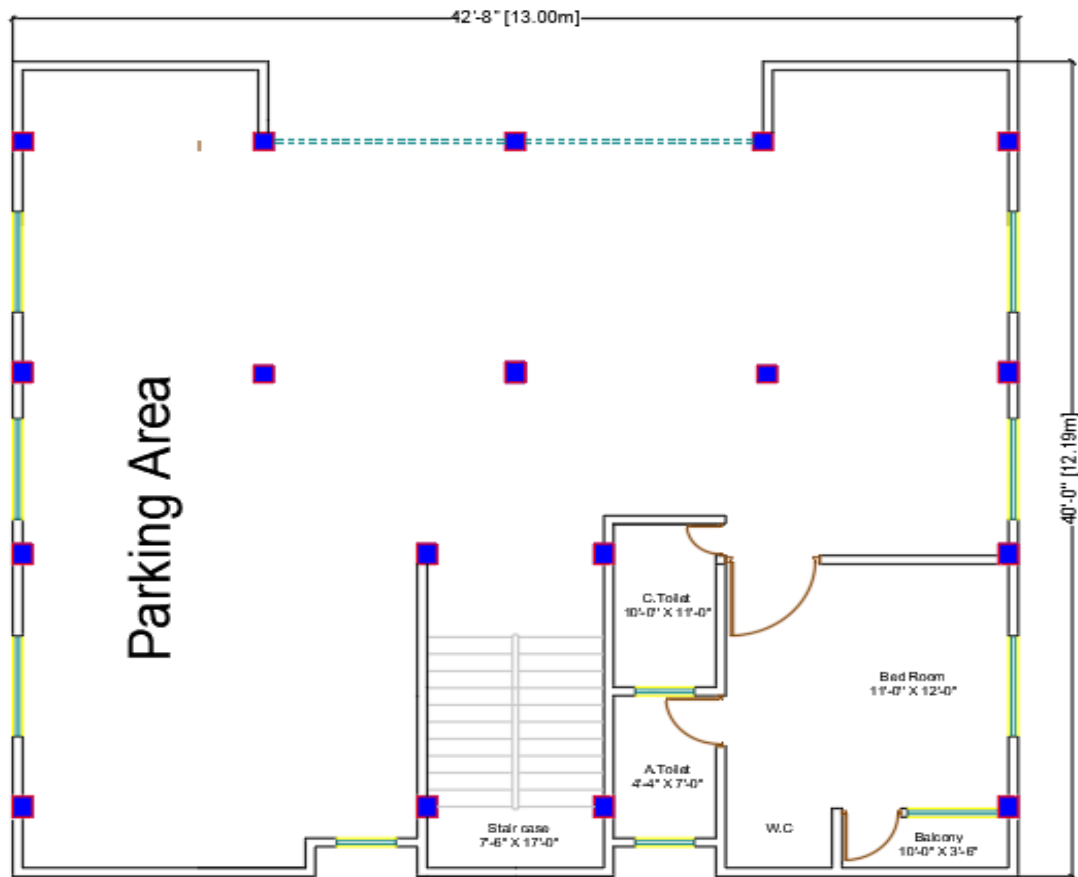 42'-8" [13.00m]
Parking Area
40'-0" [12.19m]
C.Toilet
10'-0" X 11'-0"
Bed Room
11'-0" X 12'-0"
A.Toilet
4'-4" X 7'-0"
Stair case
7'-6" X 17'-0"
W.C
Balcony
10'-0" X 3'-6"